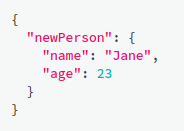 {
  "newPerson": {
    "name": "Jane",
    "age": 23
  }
}